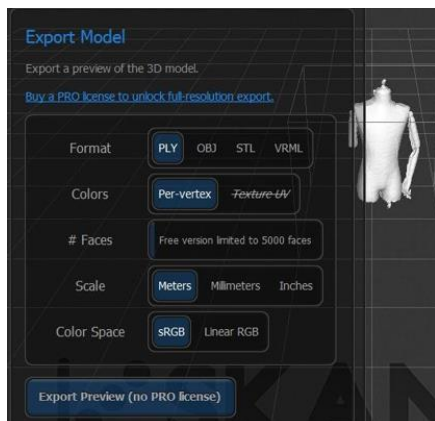 Export Model
Export a preview of the 3D model.
Buy a PRO license to unlock full-resolution export.
Format PLY OBJ STL VRML
Colors Per-vertex Texture UV
# Faces Free version limited to 5000 faces
Scale Meters Milimeters Inches
Color Space sRGB Linear RGB
SKAN
Export Preview (no PRO license)